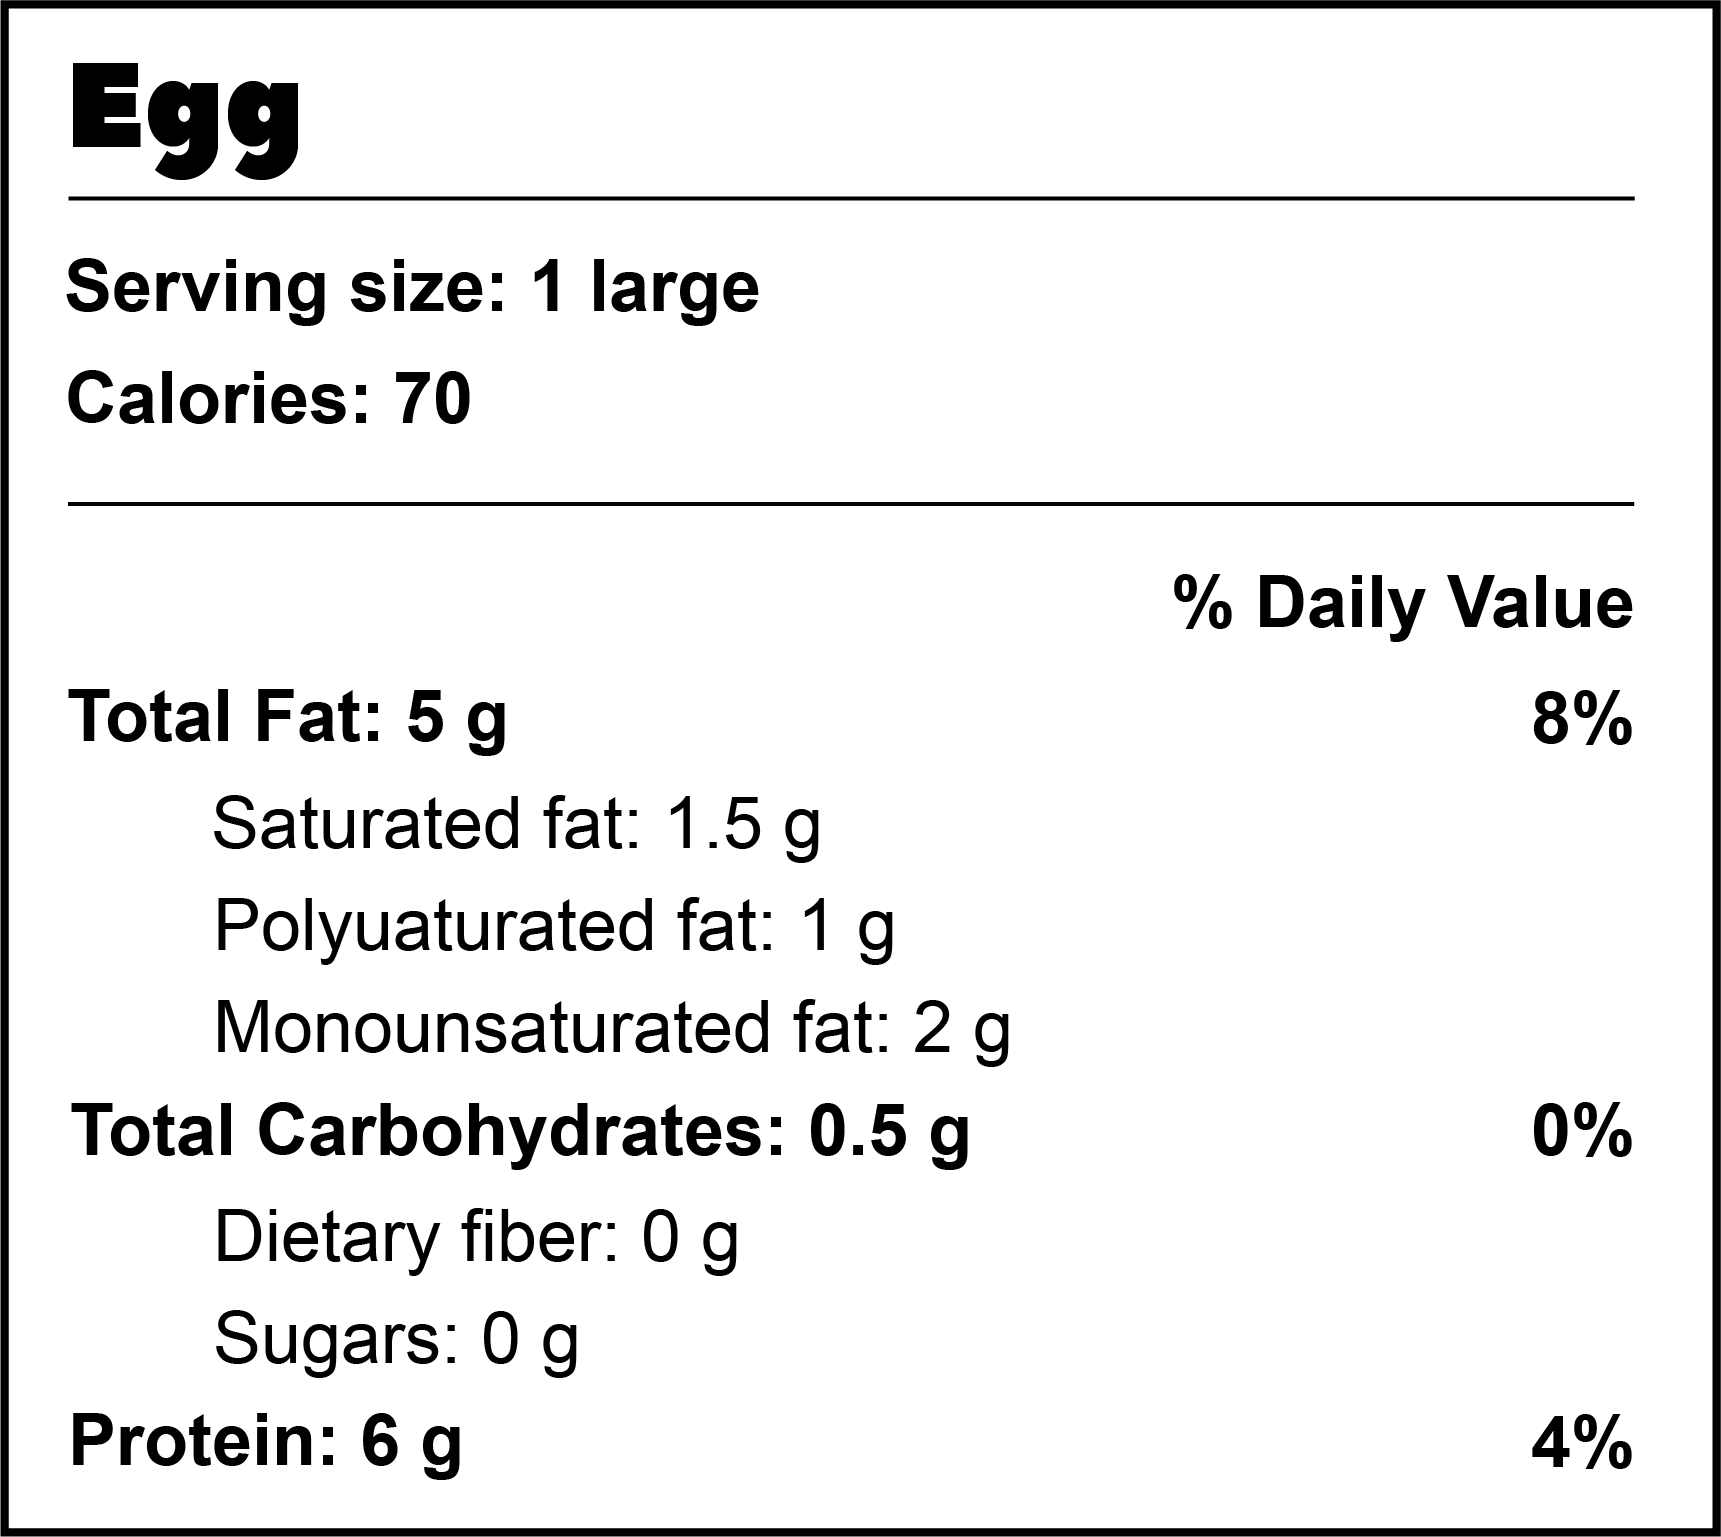 Egg
Serving size: 1 large
Calories: 70
% Daily Value
Total Fat: 5 g 8%
Saturated fat: 1.5 g
Polyuaturated fat: 1 g
Monounsaturated fat: 2 g
Total Carbohydrates: 0.5 g 0%
Dietary fiber: 0 g
Sugars: 0 g
Protein: 6 g 4%